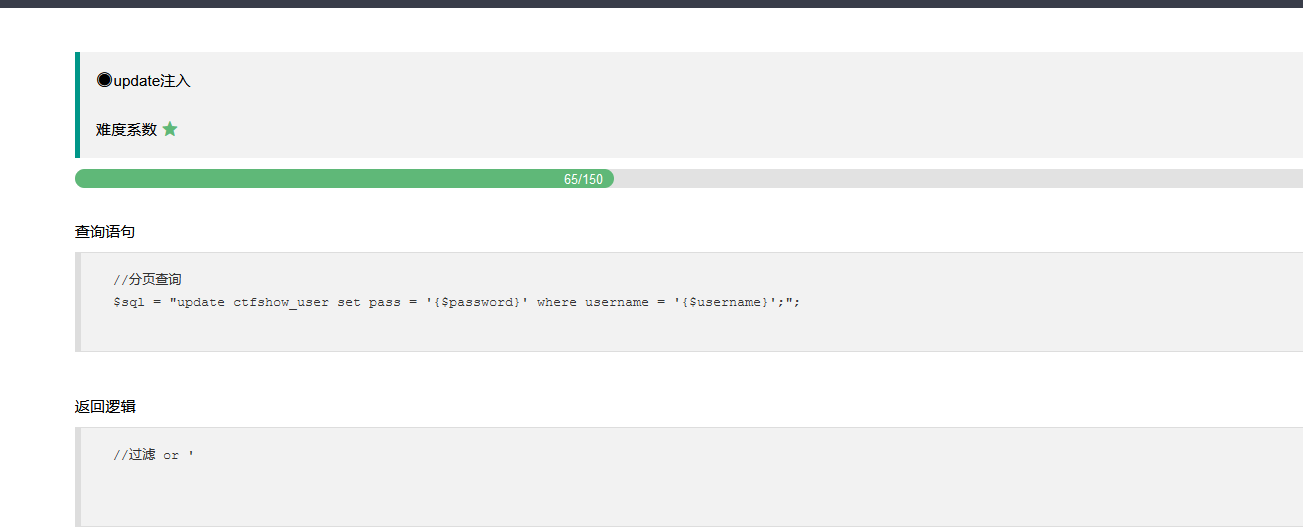 update注入
难度系数
65/150
查询语句
//分页查询
$sql = "update ctfshow_user set pass = '{$password}' where username = '{$username}';";
返回逻辑
//过滤 or '